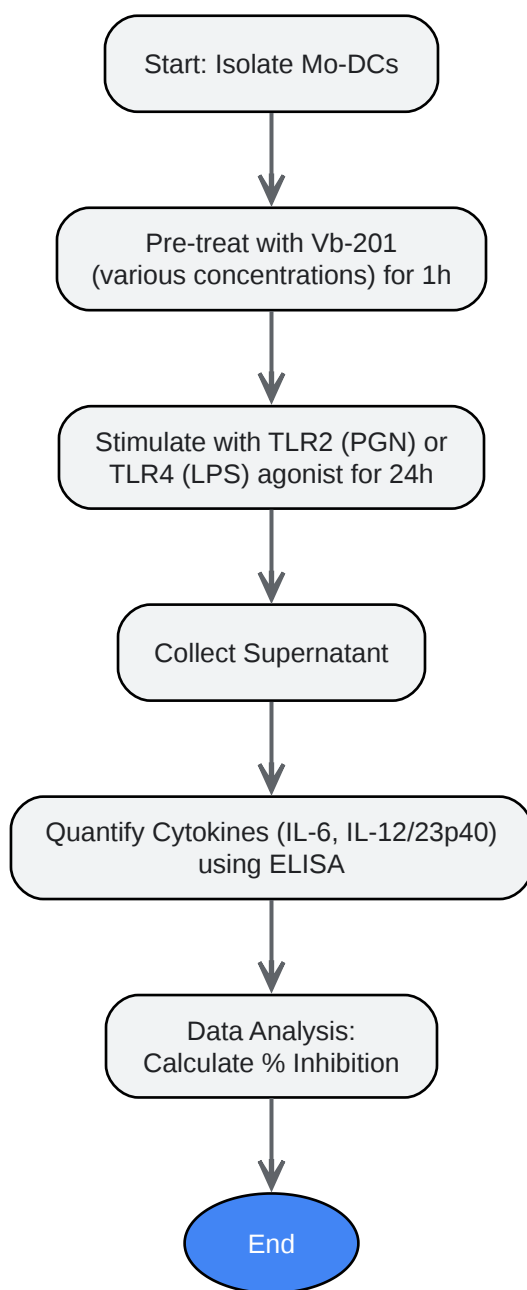 Start: Isolate Mo-DCs
Pre-treat with Vb-201
(various concentrations) for 1h
Stimulate with TLR2 (PGN) or
TLR4 (LPS) agonist for 24h
Collect Supernatant
Quantify Cytokines (IL-6, IL-12/23p40)
using ELISA
Data Analysis:
Calculate % Inhibition
End